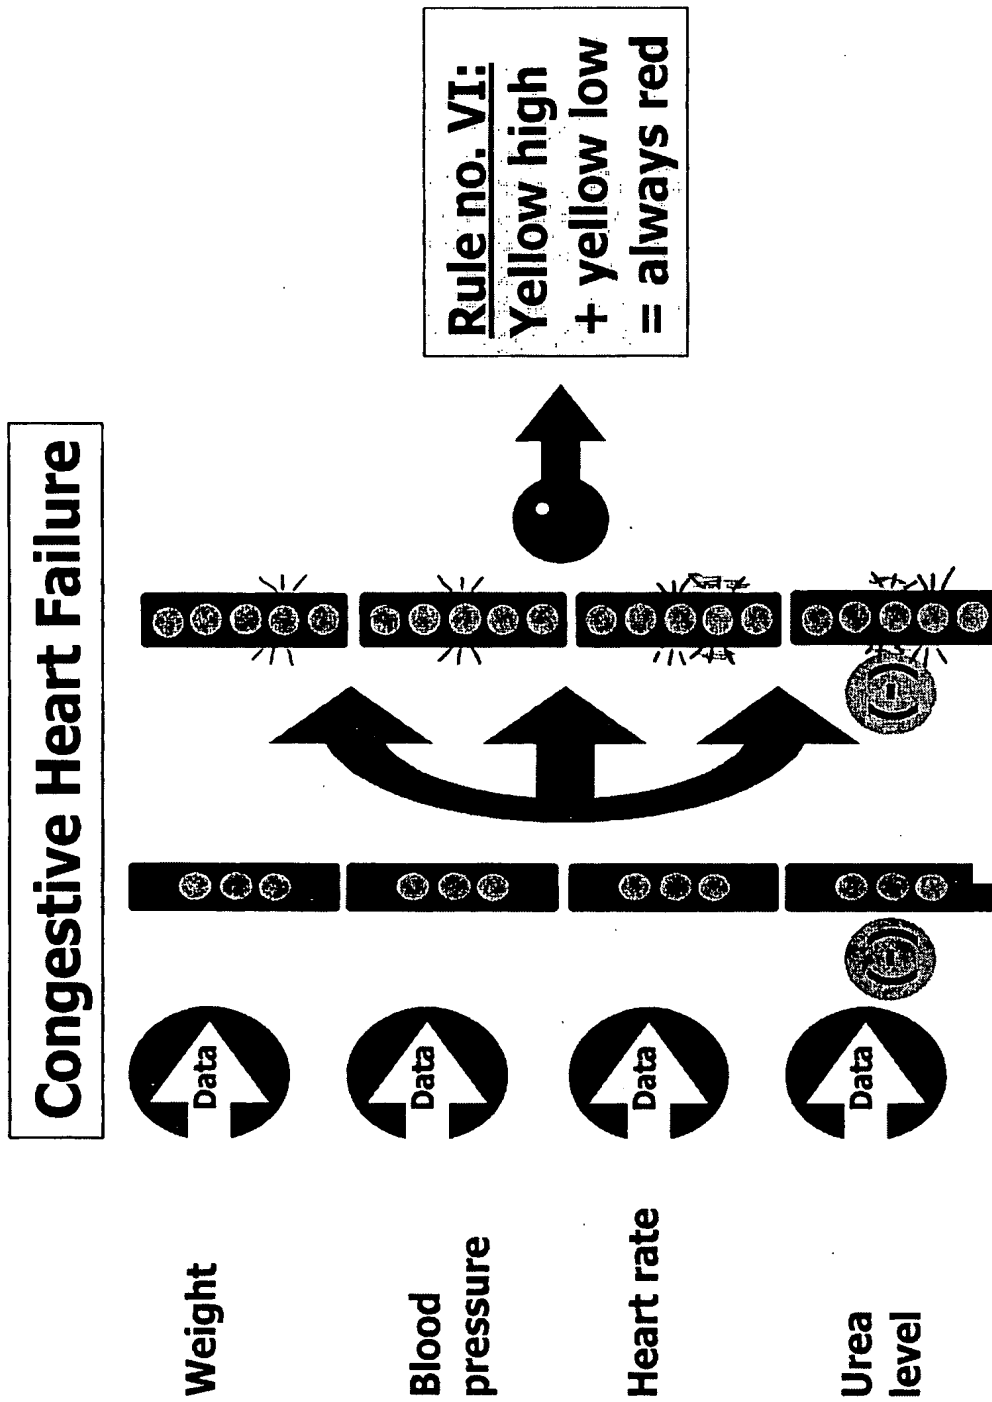 Congestive Heart Failure
Weight
Data
Blood
pressure
Data
Heart rate
Data
Urea
level
Data
(-)
(-)
Rule no. VI:
Yellow high
+ yellow low
= always red